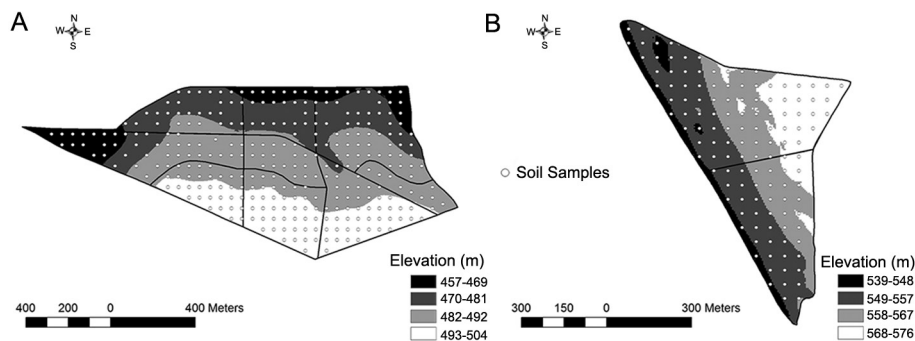 A
N
W E
S
Elevation (m)
457-469
470-481
482-492
493-504
400 200 0 400 Meters
B
N
W E
S
Soil Samples
Elevation (m)
539-548
549-557
558-567
568-576
300 150 0 300 Meters